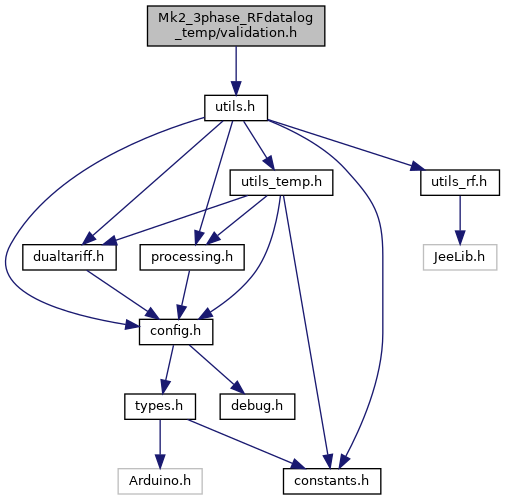 Mk2_3phase_RFdatalog
_temp/validation.h
utils.h
utils_temp.h
utils_rf.h
dualtariff.h
processing.h
JeeLib.h
config.h
types.h
debug.h
Arduino.h
constants.h